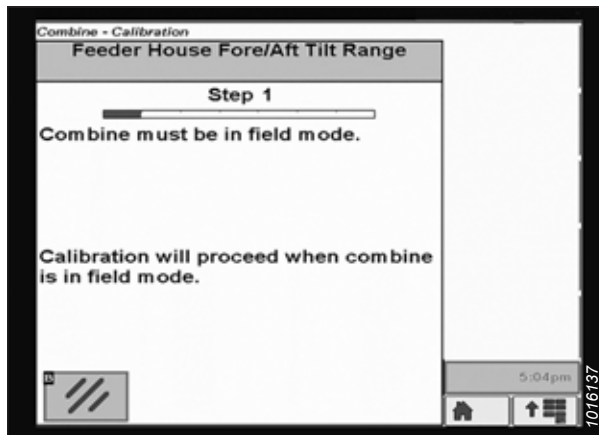 Combine - Calibration
Feeder House Fore/Aft Tilt Range
Step 1
Combine must be in field mode.
Calibration will proceed when combine
is in field mode.
5:04pm
1016137